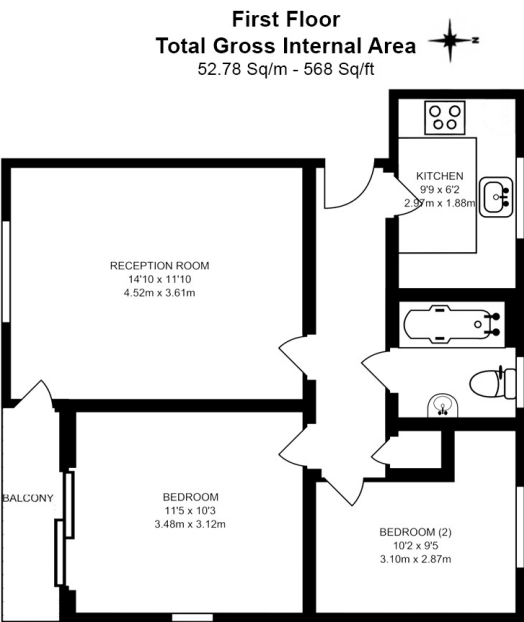 First Floor
Total Gross Internal Area
52.78 Sq/m - 568 Sq/ft
N
KITCHEN
9'9 x 6'2
2.97m x 1.88m
RECEPTION ROOM
14'10 x 11'10
4.52m x 3.61m
BALCONY
BEDROOM
11'5 x 10'3
3.48m x 3.12m
BEDROOM (2)
10'2 x 9'5
3.10m x 2.87m